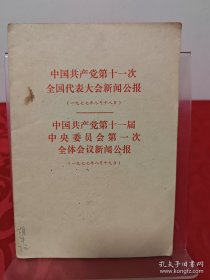 中国共产党第十一次
全国代表大会新闻公报
(一九七七年八月十八日)
中国共产党第十一届
中央委员会第一次
全体会议新闻公报
(一九七七年八月十九日)